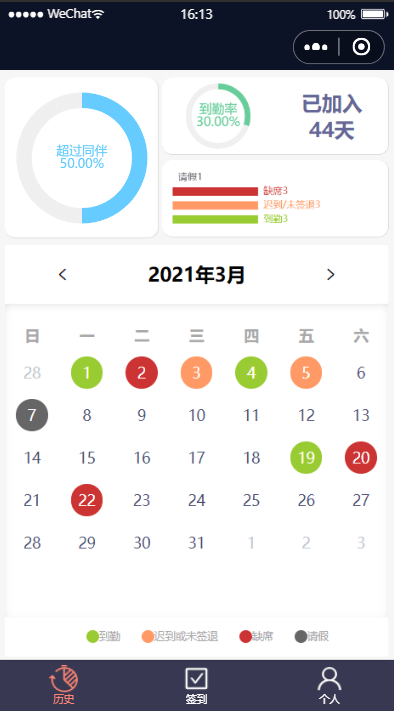 WeChat 16:13 100%
超过同伴
50.00%
到勤率
30.00%
已加入
44天
请假1
缺席3
迟到/未签退3
到勤3
2021年3月
日 一 二 三 四 五 六
28 1 2 3 4 5 6
7 8 9 10 11 12 13
14 15 16 17 18 19 20
21 22 23 24 25 26 27
28 29 30 31 1 2 3
到勤 迟到或未签退 缺席 请假
历史 签到 个人